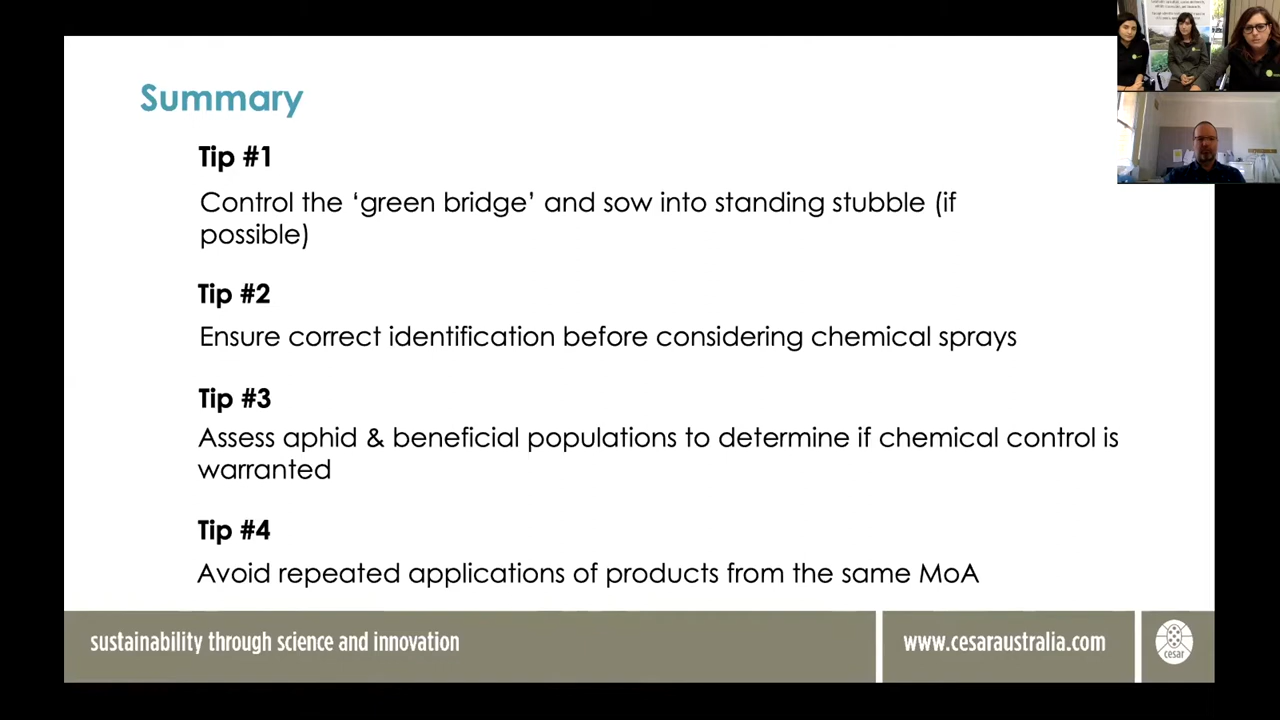 Summary
Tip #1
Control the ‘green bridge’ and sow into standing stubble (if
possible)
Tip #2
Ensure correct identification before considering chemical sprays
Tip #3
Assess aphid & beneficial populations to determine if chemical control is
warranted
Tip #4
Avoid repeated applications of products from the same MoA
sustainability through science and innovation
www.cesaraustralia.com
cesar